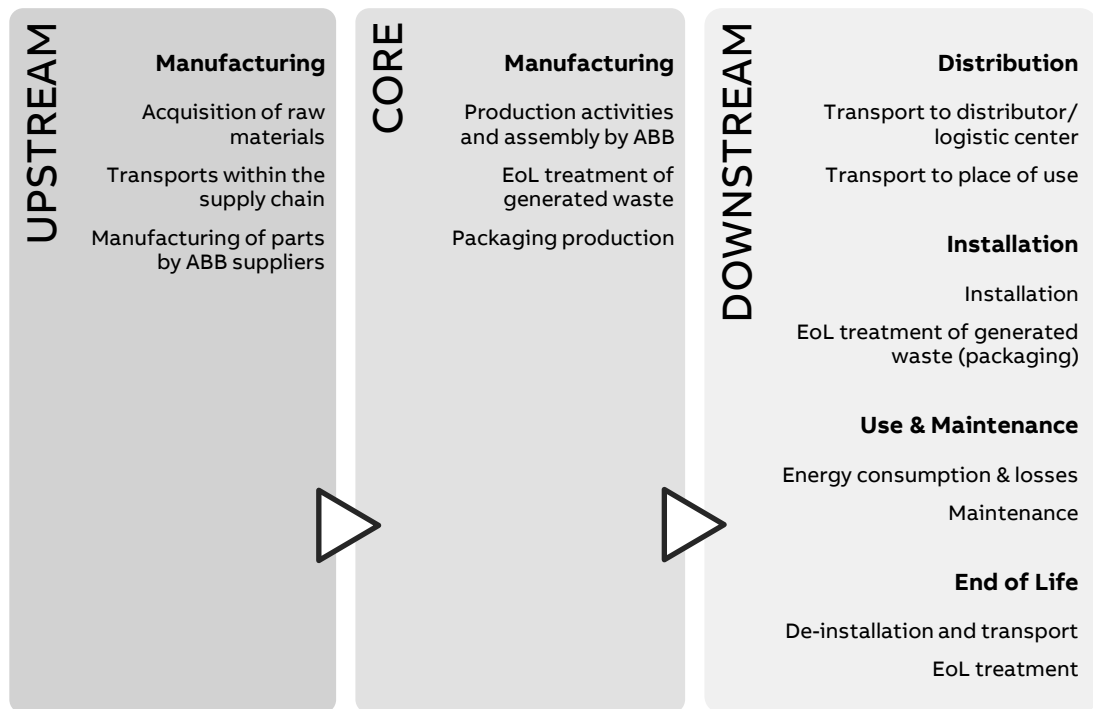 UPSTREAM
Manufacturing
Acquisition of raw
materials
Transports within the
supply chain
Manufacturing of parts
by ABB suppliers
CORE
Manufacturing
Production activities
and assembly by ABB
EoL treatment of
generated waste
Packaging production
DOWNSTREAM
Distribution
Transport to distributor/
logistic center
Transport to place of use
Installation
Installation
EoL treatment of generated
waste (packaging)
Use & Maintenance
Energy consumption & losses
Maintenance
End of Life
De-installation and transport
EoL treatment